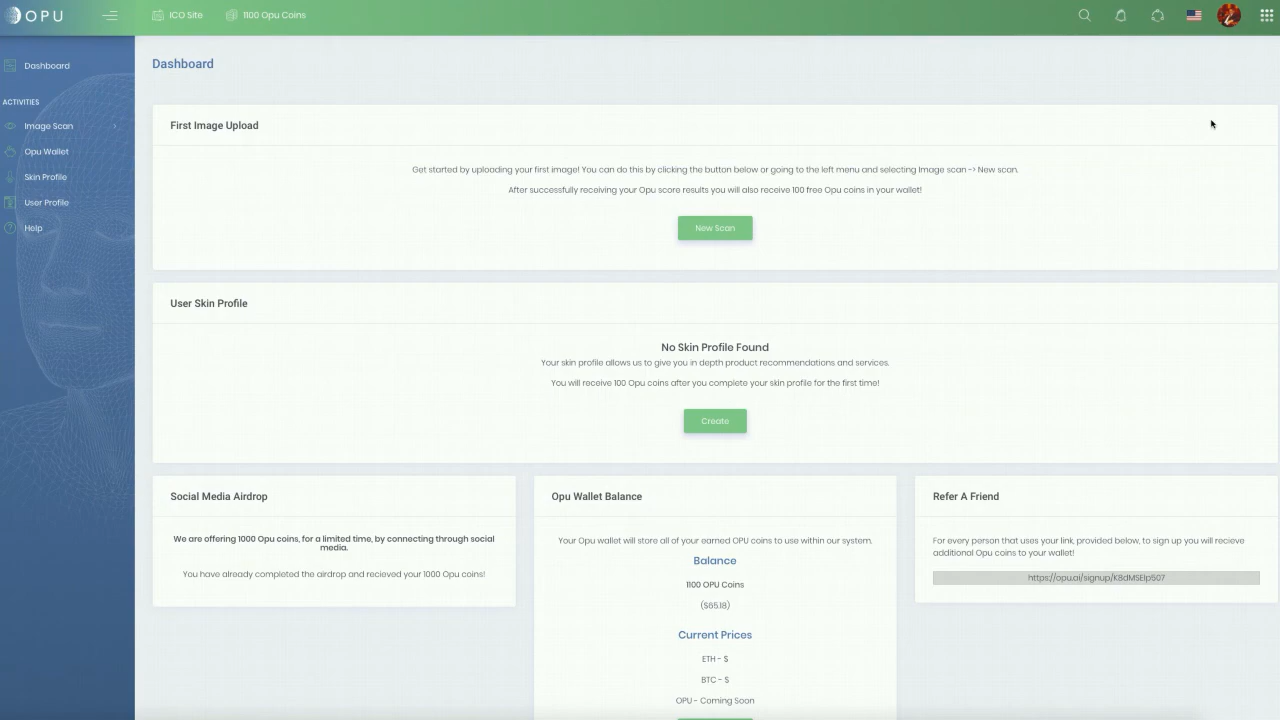 OPU
ICO Site
1100 Opu Coins
Dashboard
ACTIVITIES
Image Scan
Opu Wallet
Skin Profile
User Profile
Help
Dashboard
First Image Upload
Get started by uploading your first image! You can do this by clicking the button below or going to the left menu and selecting Image scan -> New scan.
After successfully receiving your Opu score results you will also receive 100 free Opu coins in your wallet!
New Scan
User Skin Profile
No Skin Profile Found
Your skin profile allows us to give you in depth product recommendations and services.
You will receive 100 Opu coins after you complete your skin profile for the first time!
Create
Social Media Airdrop
We are offering 1000 Opu coins, for a limited time, by connecting through social
media.
You have already completed the airdrop and recieved your 1000 Opu coins!
Opu Wallet Balance
Your Opu wallet will store all of your earned OPU coins to use within our system.
Balance
1100 OPU Coins
($65.18)
Current Prices
ETH - $
BTC - $
OPU - Coming Soon
Refer A Friend
For every person that uses your link, provided below, to sign up you will recieve
additional Opu coins to your wallet!
https://opu.ai/signup/K8dMSElp507